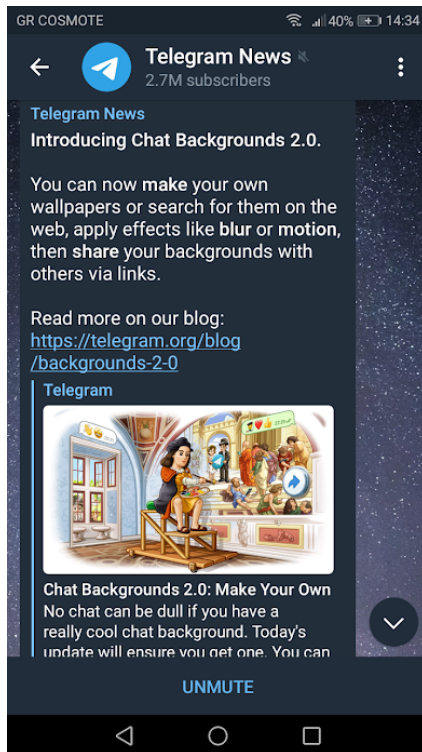 GR COSMOTE
40% 14:34
Telegram News
2.7M subscribers
Telegram News
Introducing Chat Backgrounds 2.0.
You can now make your own
wallpapers or search for them on the
web, apply effects like blur or motion,
then share your backgrounds with
others via links.
Read more on our blog:
https://telegram.org/blog
/backgrounds-2-0
Telegram
Chat Backgrounds 2.0: Make Your Own
No chat can be dull if you have a
really cool chat background. Today's
update will ensure you get one. You can
UNMUTE